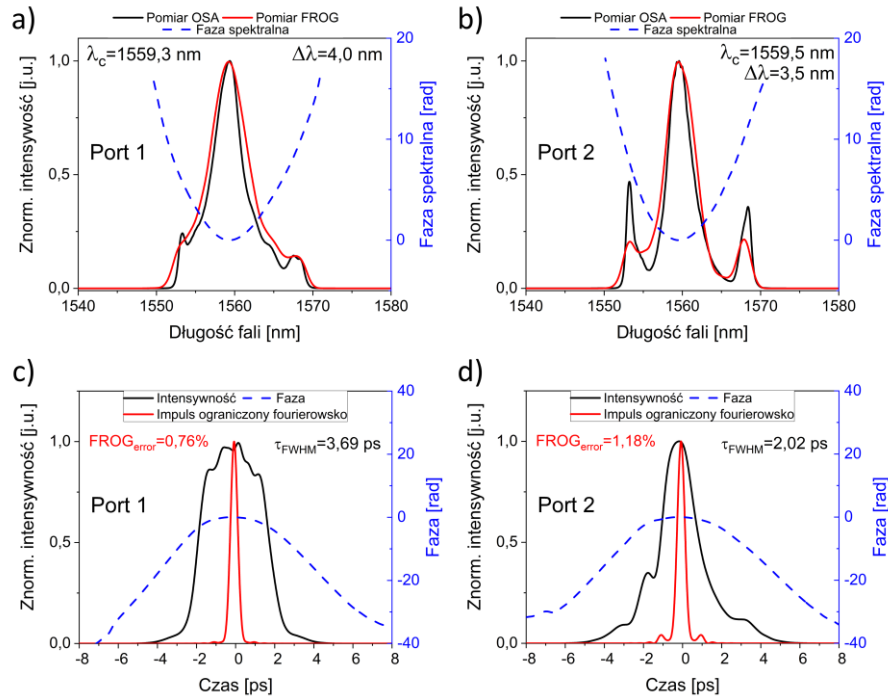 a)
Pomiar OSA Pomiar FROG
Faza spektralna
λc=1559,3 nm
Δλ=4,0 nm
Port 1
Znorm. intensywność [j.u.]
1,0
0,5
0,0
1540 1550 1560 1570 1580
Długość fali [nm]
20
10
0
Faza spektralna [rad]
b)
Pomiar OSA Pomiar FROG
Faza spektralna
λc=1559,5 nm
Δλ=3,5 nm
Port 2
Znorm. intensywność [j.u.]
1,0
0,5
0,0
1540 1550 1560 1570 1580
Długość fali [nm]
20
10
0
Faza spektralna [rad]
c)
Intensywność Faza
Impuls ograniczony fourierowsko
FROGerror=0,76%
τFWHM=3,69 ps
Port 1
Znorm. intensywność [j.u.]
1,0
0,5
0,0
-8 -6 -4 -2 0 2 4 6 8
Czas [ps]
40
20
0
-20
-40
Faza [rad]
d)
Intensywność Faza
Impuls ograniczony fourierowsko
FROGerror=1,18%
τFWHM=2,02 ps
Port 2
Znorm. intensywność [j.u.]
1,0
0,5
0,0
-8 -6 -4 -2 0 2 4 6 8
Czas [ps]
40
20
0
-20
-40
Faza [rad]